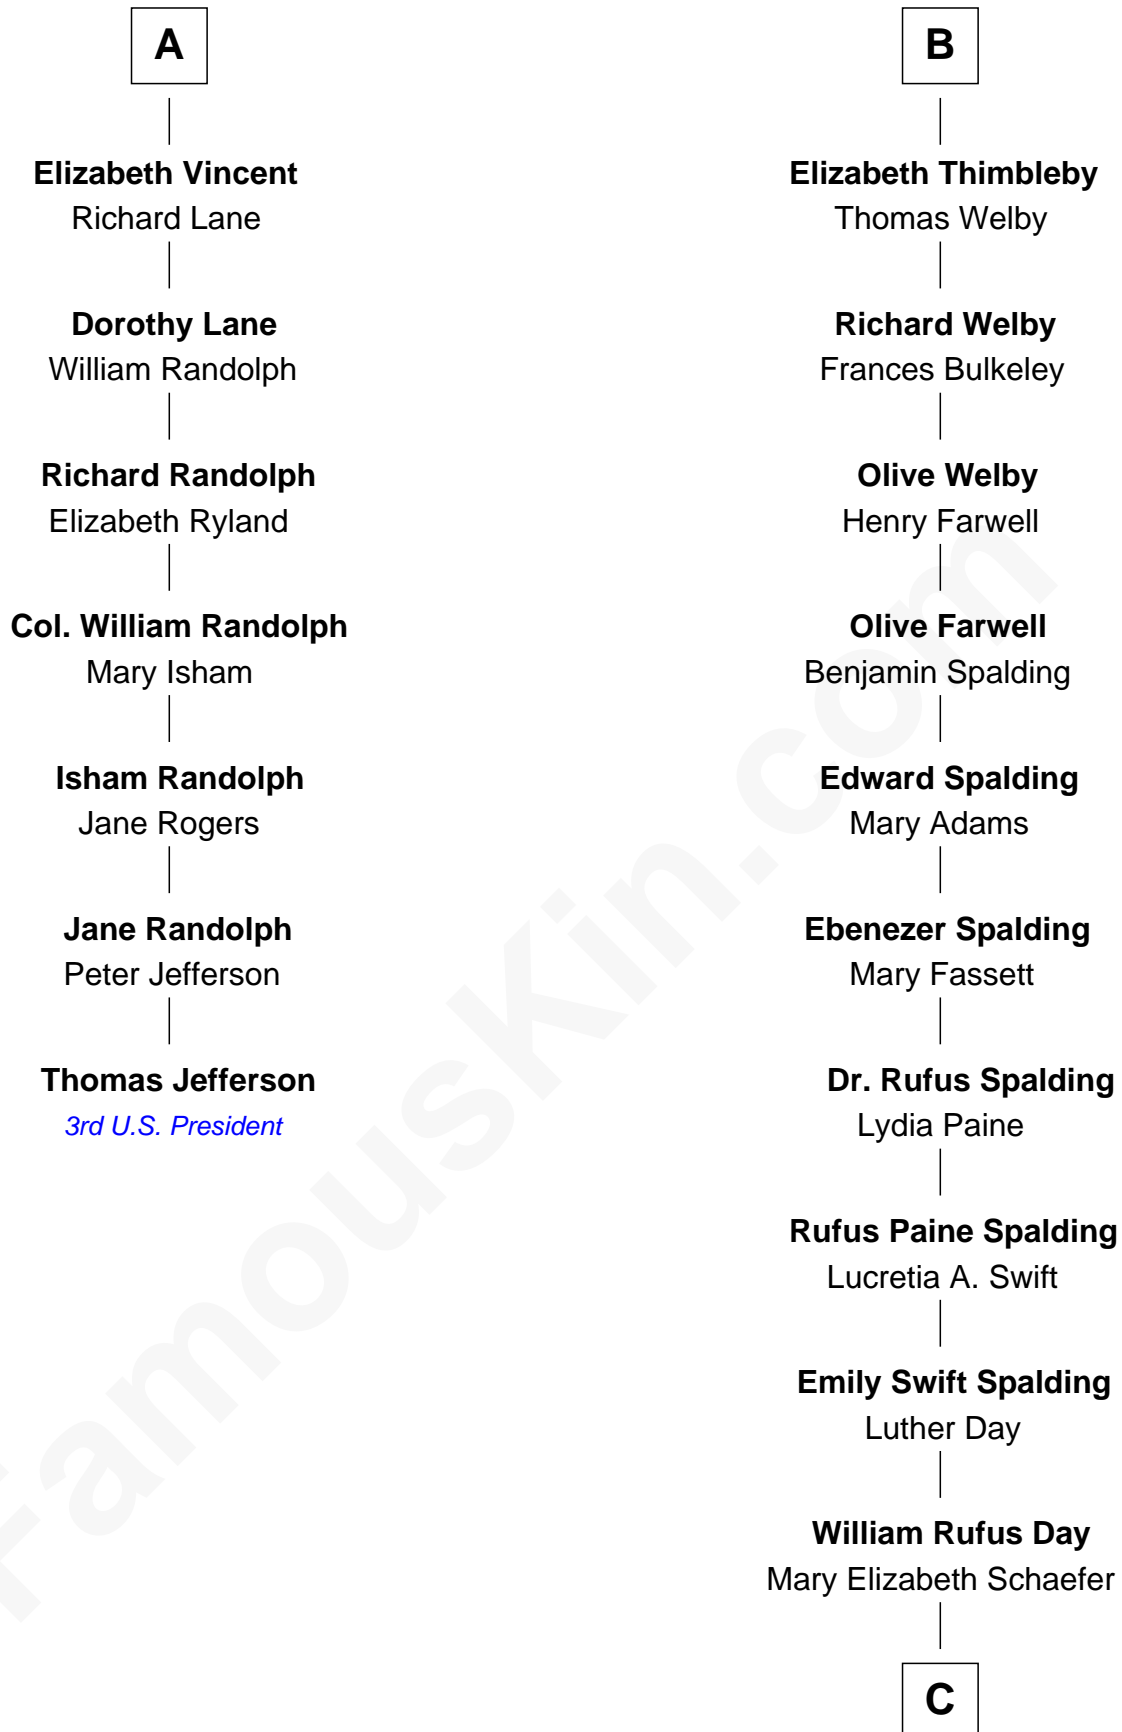 A
Elizabeth Vincent
Richard Lane
Dorothy Lane
William Randolph
Richard Randolph
Elizabeth Ryland
Col. William Randolph
Mary Isham
Isham Randolph
Jane Rogers
Jane Randolph
Peter Jefferson
Thomas Jefferson
3rd U.S. President
B
Elizabeth Thimbleby
Thomas Welby
Richard Welby
Frances Bulkeley
Olive Welby
Henry Farwell
Olive Farwell
Benjamin Spalding
Edward Spalding
Mary Adams
Ebenezer Spalding
Mary Fassett
Dr. Rufus Spalding
Lydia Paine
Rufus Paine Spalding
Lucretia A. Swift
Emily Swift Spalding
Luther Day
William Rufus Day
Mary Elizabeth Schaefer
C
FamousKin.com